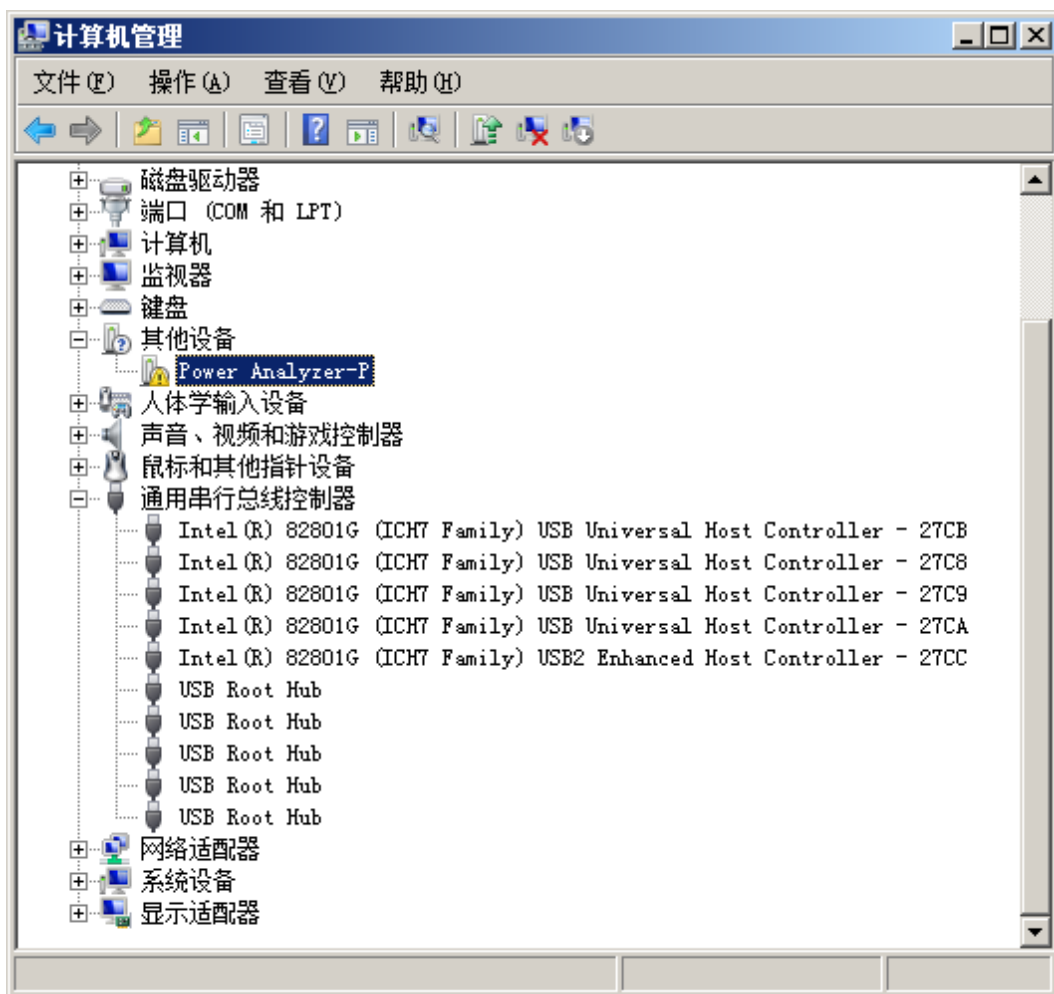 计算机管理
文件(F) 操作(A) 查看(V) 帮助(H)
磁盘驱动器
端口 (COM 和 LPT)
计算机
监视器
键盘
其他设备
Power Analyzer-P
人体学输入设备
声音、视频和游戏控制器
鼠标和其他指针设备
通用串行总线控制器
Intel(R) 82801G (ICH7 Family) USB Universal Host Controller - 27CB
Intel(R) 82801G (ICH7 Family) USB Universal Host Controller - 27C8
Intel(R) 82801G (ICH7 Family) USB Universal Host Controller - 27C9
Intel(R) 82801G (ICH7 Family) USB Universal Host Controller - 27CA
Intel(R) 82801G (ICH7 Family) USB2 Enhanced Host Controller - 27CC
USB Root Hub
USB Root Hub
USB Root Hub
USB Root Hub
USB Root Hub
网络适配器
系统设备
显示适配器